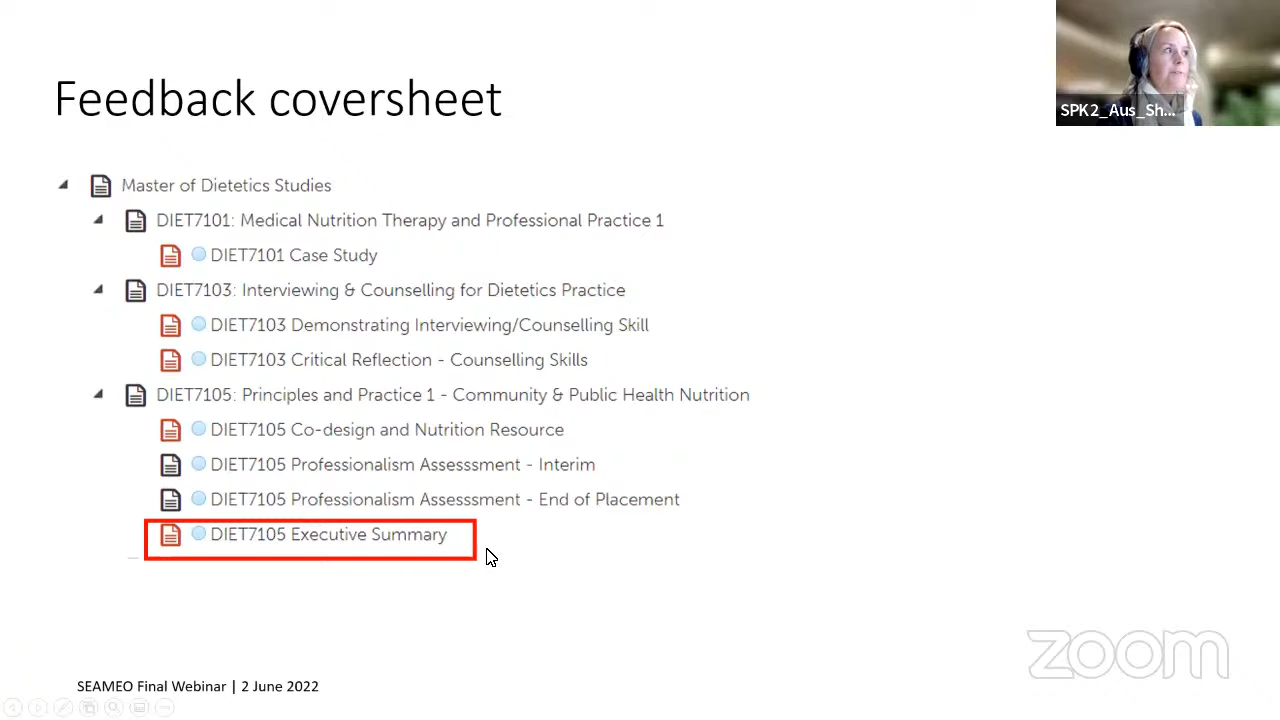 Feedback coversheet
SPK2_Aus_Sh...
Master of Dietetics Studies
DIET7101: Medical Nutrition Therapy and Professional Practice 1
DIET7101 Case Study
DIET7103: Interviewing & Counselling for Dietetics Practice
DIET7103 Demonstrating Interviewing/Counselling Skill
DIET7103 Critical Reflection - Counselling Skills
DIET7105: Principles and Practice 1 - Community & Public Health Nutrition
DIET7105 Co-design and Nutrition Resource
DIET7105 Professionalism Assesssment - Interim
DIET7105 Professionalism Assesssment - End of Placement
DIET7105 Executive Summary
zoom
SEAMEO Final Webinar | 2 June 2022